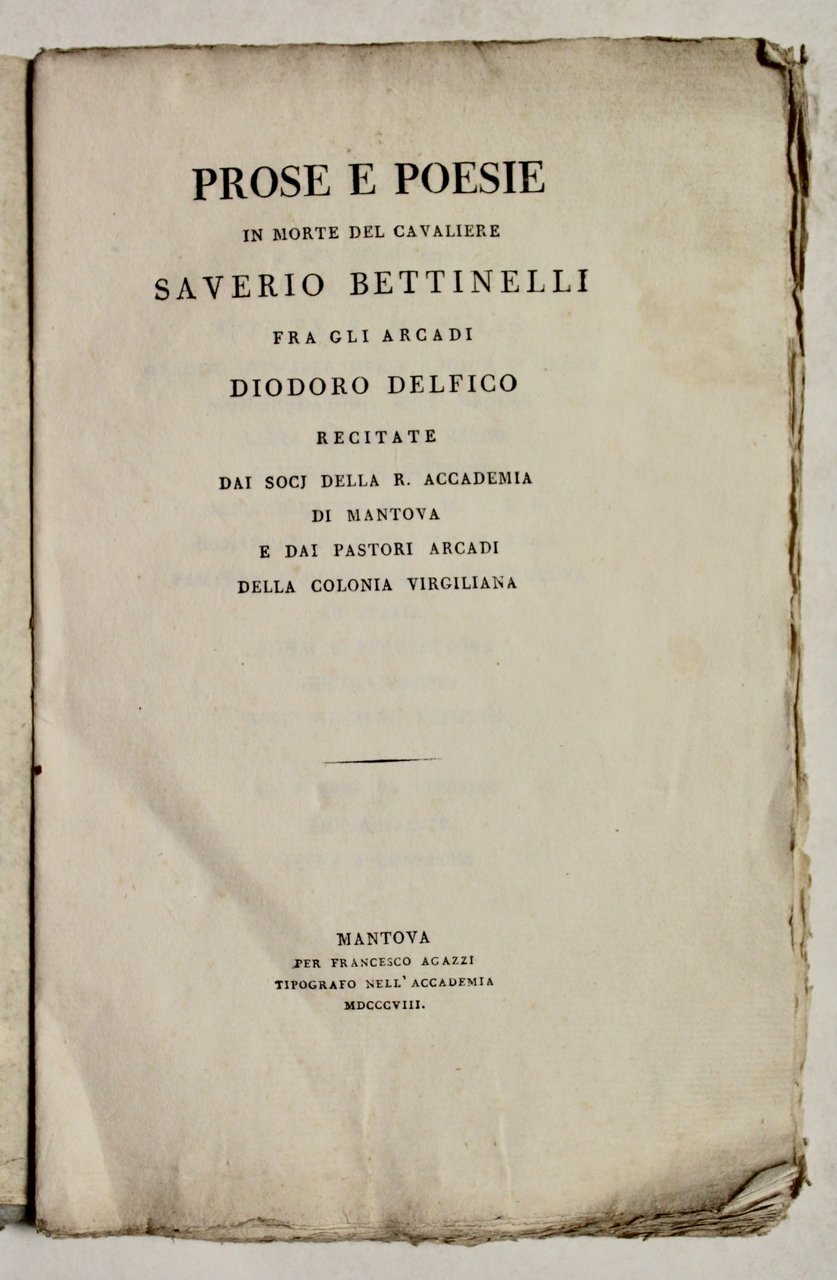 PROSE E POESIE
IN MORTE DEL CAVALIERE
SAVERIO BETTINELLI
FRA GLI ARCADI
DIODORO DELFICO
RECITATE
DAI SOCJ DELLA R. ACCADEMIA
DI MANTOVA
E DAI PASTORI ARCADI
DELLA COLONIA VIRGILIANA
MANTOVA
PER FRANCESCO AGAZZI
TIPOGRAFO NELL' ACCADEMIA
MDCCCVIII.